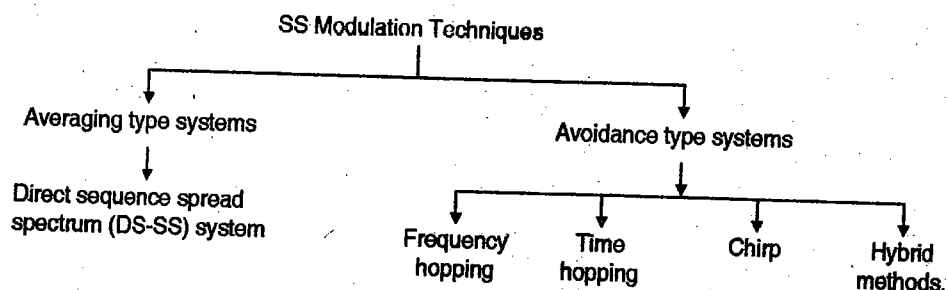 SS Modulation Techniques
Averaging type systems
Avoidance type systems
Direct sequence spread
spectrum (DS-SS) system
Frequency
hopping
Time
hopping
Chirp
Hybrid
methods.